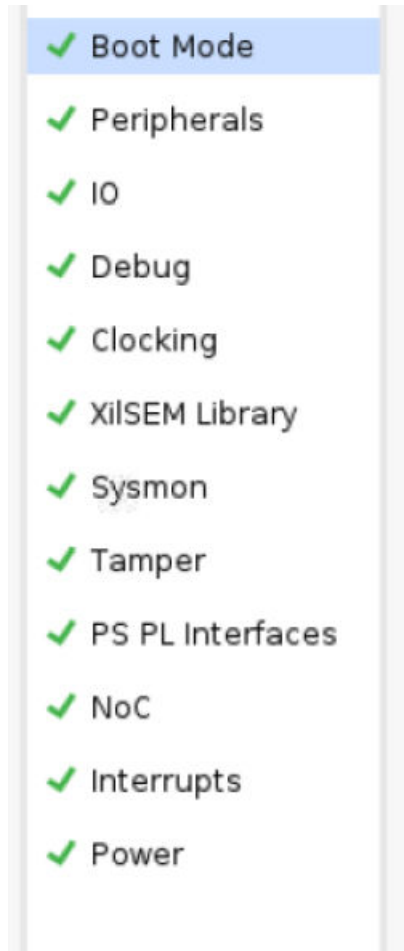 Boot Mode
Peripherals
IO
Debug
Clocking
XilSEM Library
Sysmon
Tamper
PS PL Interfaces
NoC
Interrupts
Power